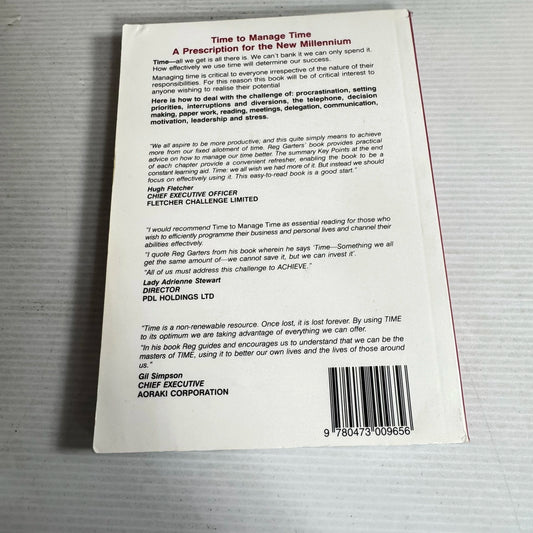 Time to Manage Time
A Prescription for the New Millennium
Time—all we get is all there is. We can't bank it we can only spend it.
How effectively we use time will determine our success.
Managing time is critical to everyone irrespective of the nature of their
responsibilities. For this reason this book will be of critical interest to
anyone wishing to realise their potential
Here is how to deal with the challenge of: procrastination, setting
priorities, interruptions and diversions, the telephone, decision
making, paper work, reading, meetings, delegation, communication,
motivation, leadership and stress.
"We all aspire to be more productive; and this quite simply means to achieve
more from our fixed allotment of time. Reg Garters' book provides practical
advice on how to manage our time better. The summary Key Points at the end
of each chapter provide a convenient refresher, enabling the book to be a
constant learning aid. Time: we all wish we had more of it. But instead we should
focus on effectively using it. This easy-to-read book is a good start."
Hugh Fletcher
CHIEF EXECUTIVE OFFICER
FLETCHER CHALLENGE LIMITED
"I would recommend Time to Manage Time as essential reading for those who
wish to efficiently programme their business and personal lives and channel their
abilities effectively.
"I quote Reg Garters from his book wherein he says 'Time—Something we all
get the same amount of—we cannot save it, but we can invest it'.
"All of us must address this challenge to ACHIEVE."
Lady Adrienne Stewart
DIRECTOR
PDL HOLDINGS LTD
"Time is a non-renewable resource. Once lost, it is lost forever. By using TIME
to its optimum we are taking advantage of everything we can offer.
"In his book Reg guides and encourages us to understand that we can be the
masters of TIME, using it to better our own lives and the lives of those around
us."
Gil Simpson
CHIEF EXECUTIVE
AORAKI CORPORATION
9 780473 009656